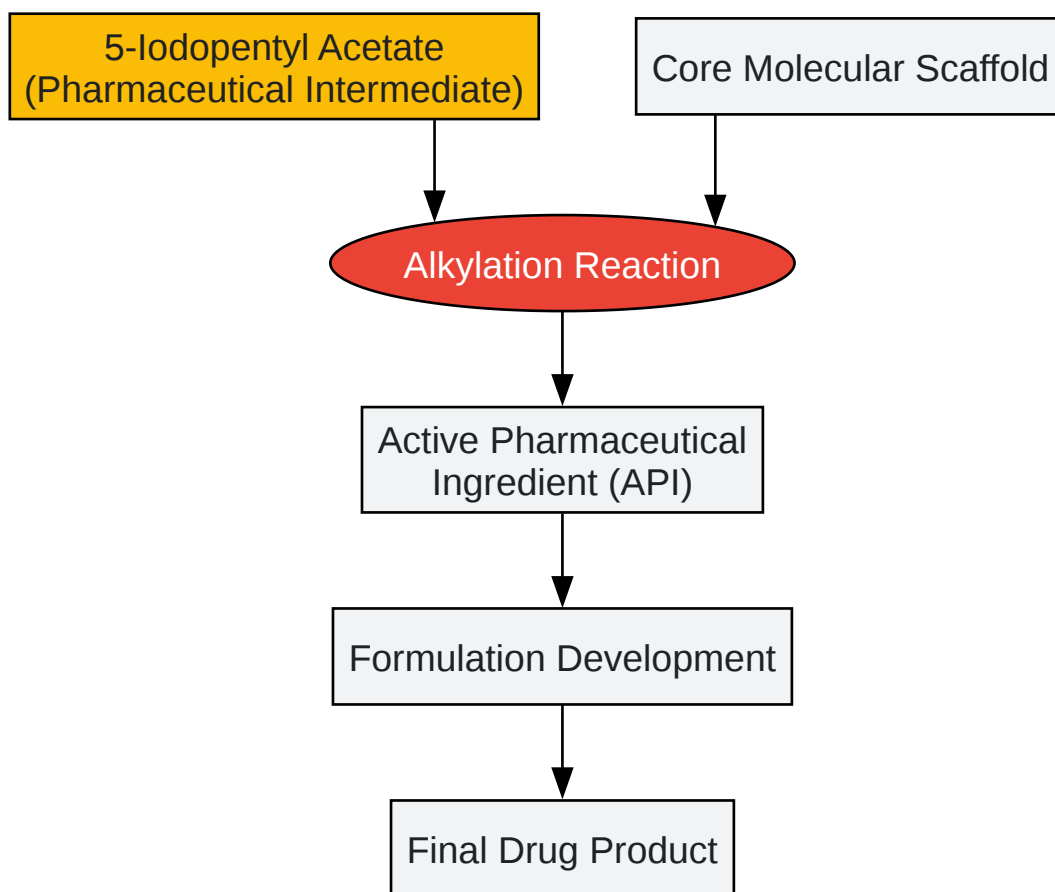 5-Iodopentyl Acetate
(Pharmaceutical Intermediate)
Core Molecular Scaffold
Alkylation Reaction
Active Pharmaceutical
Ingredient (API)
Formulation Development
Final Drug Product